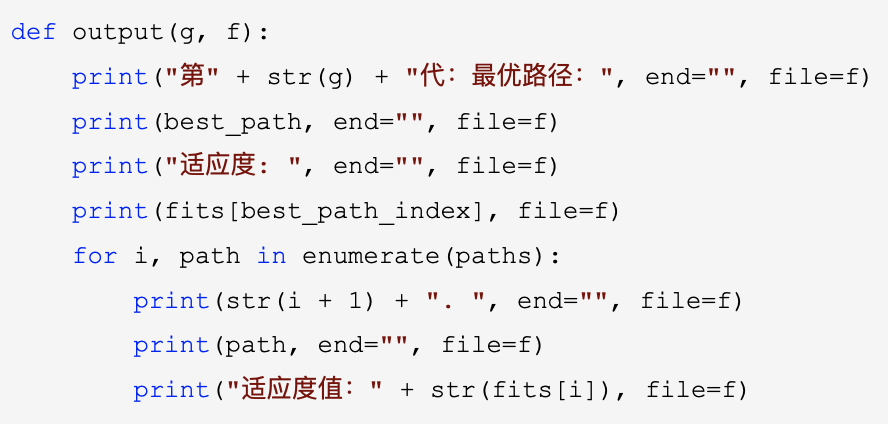 def output(g, f):
    print("第" + str(g) + "代：最优路径：", end="", file=f)
    print(best_path, end="", file=f)
    print("适应度: ", end="", file=f)
    print(fits[best_path_index], file=f)
    for i, path in enumerate(paths):
        print(str(i + 1) + ". ", end="", file=f)
        print(path, end="", file=f)
        print("适应度值：" + str(fits[i]), file=f)